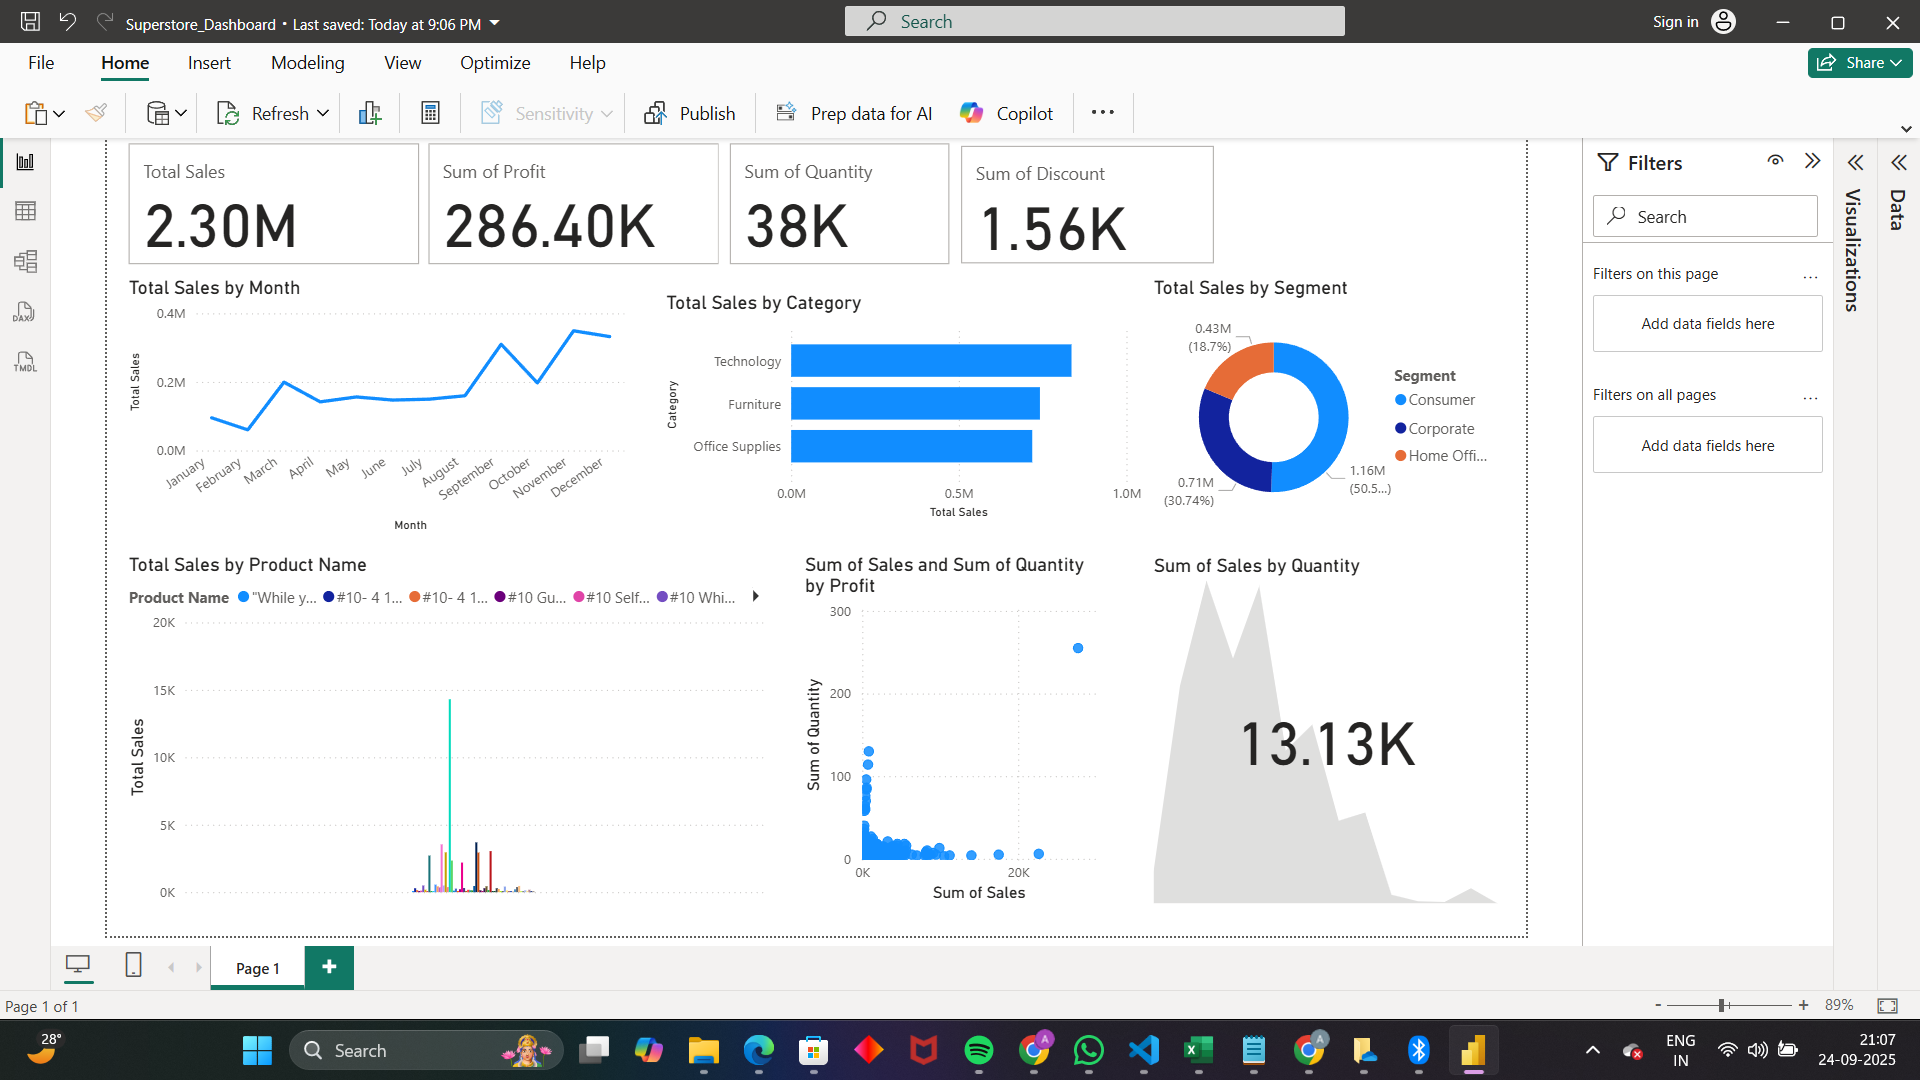 Superstore_Dashboard • Last saved: Today at 9:06 PM
Search
Sign in
File Home Insert Modeling View Optimize Help
Share
Refresh
Sensitivity
Publish
Prep data for AI
Copilot
...
DAX
TMDL
Total Sales
2.30M
Sum of Profit
286.40K
Sum of Quantity
38K
Sum of Discount
1.56K
Total Sales by Month
Total Sales
0.4M
0.2M
0.0M
January February March April May June July August September October November December
Month
Total Sales by Category
Category
Technology
Furniture
Office Supplies
0.0M 0.5M 1.0M
Total Sales
Total Sales by Segment
0.43M
(18.7%)
0.71M
(30.74%)
1.16M
(50.5...)
Segment
Consumer
Corporate
Home Offi...
Total Sales by Product Name
Product Name "While y... #10- 4 1... #10- 4 1... #10 Gu... #10 Self... #10 Whi...
Total Sales
20K
15K
10K
5K
0K
Sum of Sales and Sum of Quantity
by Profit
Sum of Quantity
300
200
100
0
0K 20K
Sum of Sales
Sum of Sales by Quantity
13.13K
Filters
Search
Filters on this page ...
Add data fields here
Filters on all pages ...
Add data fields here
Visualizations
Data
Page 1
+
Page 1 of 1
- + 89%
28°
Search
A
A
ENG
IN
21:07
24-09-2025